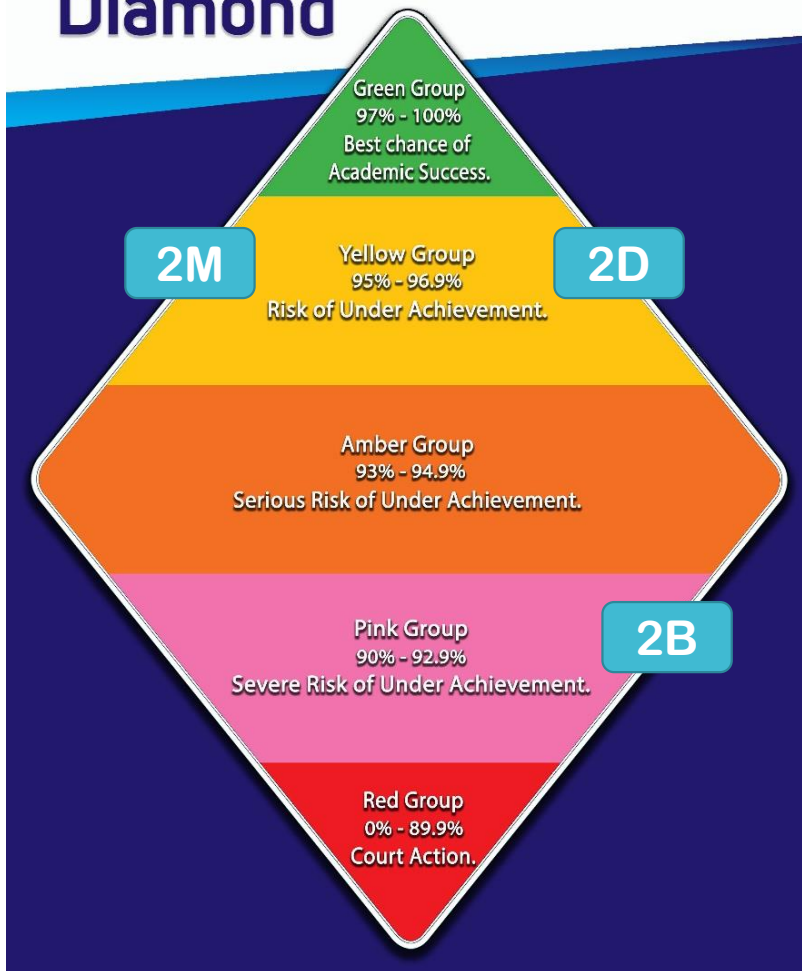 Diamond
Green Group
97% - 100%
Best chance of
Academic Success.
2M
Yellow Group
95% - 96.9%
Risk of Under Achievement.
2D
Amber Group
93% - 94.9%
Serious Risk of Under Achievement.
Pink Group
90% - 92.9%
Severe Risk of Under Achievement.
2B
Red Group
0% - 89.9%
Court Action.